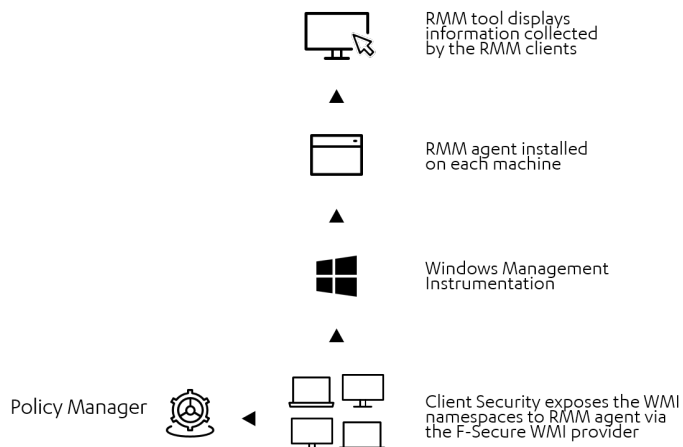 RMM tool displays
information collected
by the RMM clients
RMM agent installed
on each machine
Windows Management
Instrumentation
Policy Manager
Client Security exposes the WMI
namespaces to RMM agent via
the F-Secure WMI provider